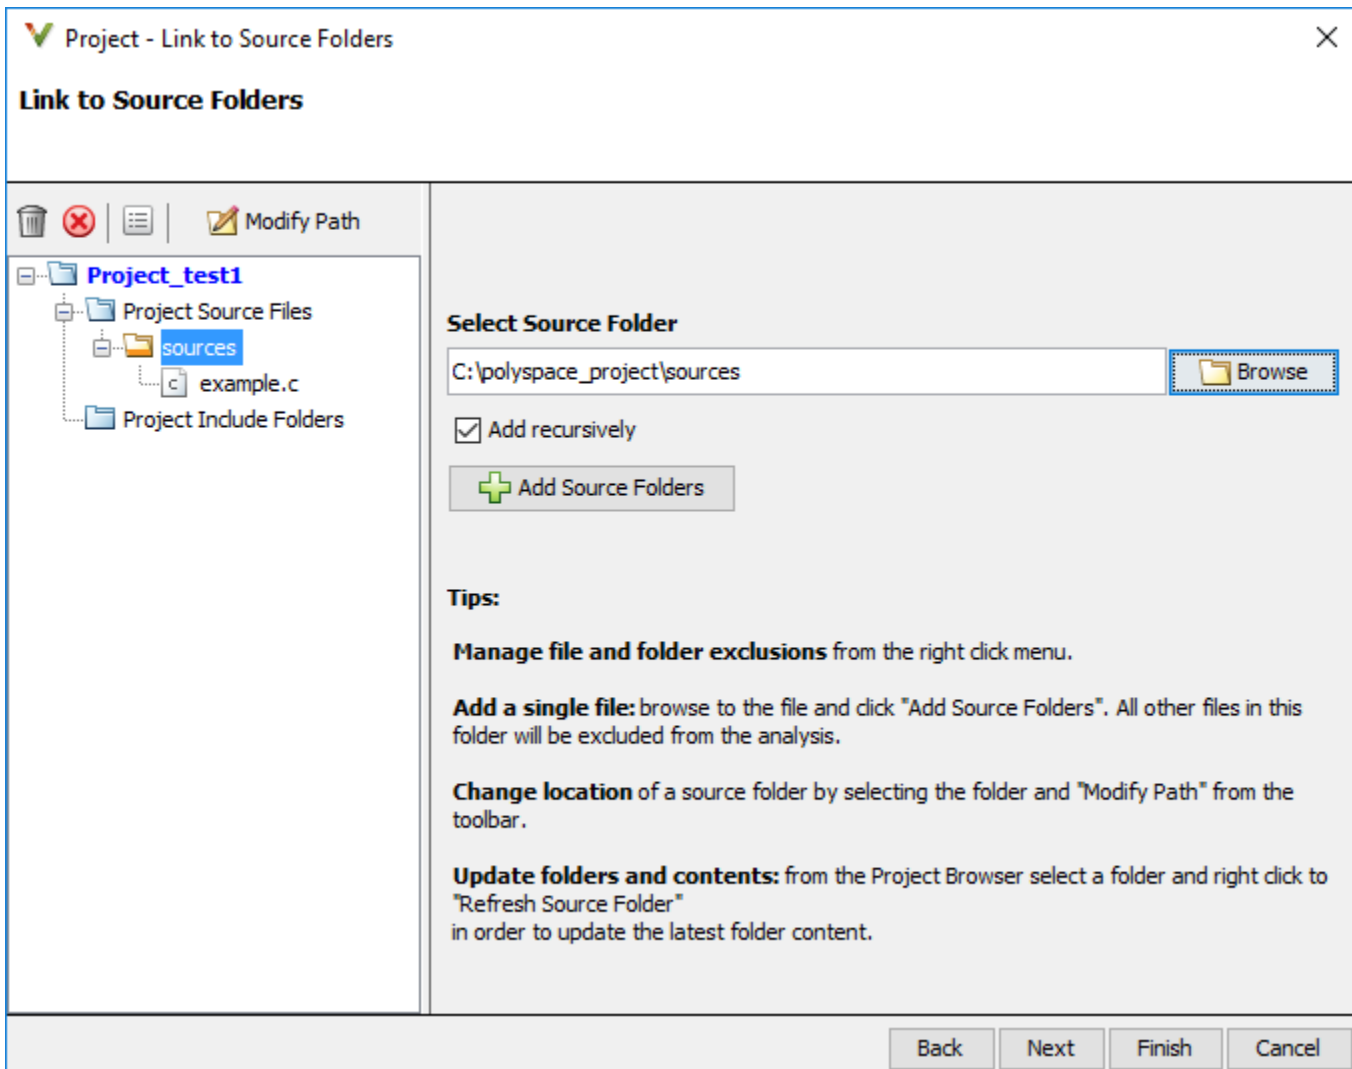 Project - Link to Source Folders
Link to Source Folders
Modify Path
Project_test1
Project Source Files
sources
c example.c
Project Include Folders
Select Source Folder
C:\polyspace_project\sources
Browse
Add recursively
Add Source Folders
Tips:
Manage file and folder exclusions from the right click menu.
Add a single file: browse to the file and click "Add Source Folders". All other files in this
folder will be excluded from the analysis.
Change location of a source folder by selecting the folder and "Modify Path" from the
toolbar.
Update folders and contents: from the Project Browser select a folder and right click to
"Refresh Source Folder"
in order to update the latest folder content.
Back
Next
Finish
Cancel